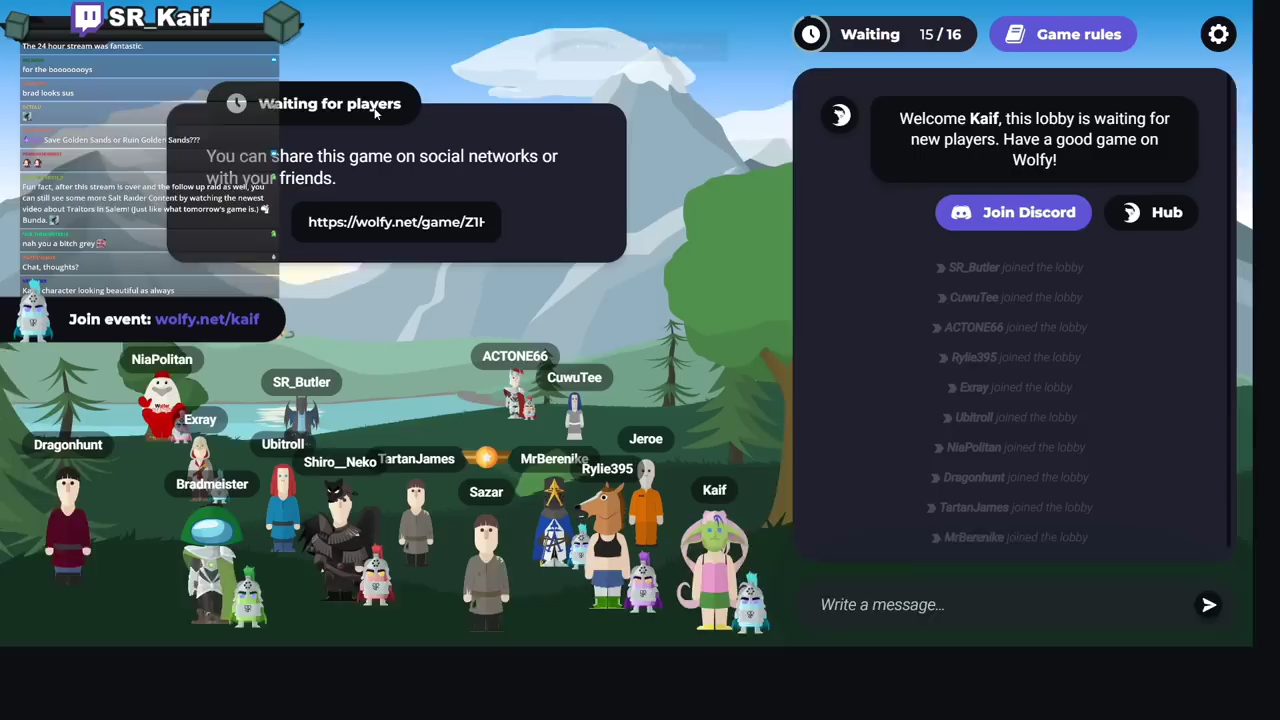 SR_Kaif
The 24 hour stream was fantastic.
for the boooooooys
brad looks sus
Save Golden Sands or Ruin Golden Sands???
Fun fact, after this stream is over and the follow up raid as well, you
can still see some more Salt Raider Content by watching the newest
video about Traitors In Salem! (Just like what tomorrow's game is.)
Bunda.
nah you a bitch grey
Chat, thoughts?
character looking beautiful as always
Waiting for players
You can share this game on social networks or
with your friends.
https://wolfy.net/game/Z1
Join event: wolfy.net/kaif
NiaPolitan
ACTONE66
SR_Butler
CuwuTee
Exray
Dragonhunt
Ubitroll
Jeroe
Shiro__Neko
TartanJames
MrBerenike
Rylie395
Bradmeister
Sazar
Kaif
Waiting 15 / 16
Game rules
Welcome Kaif, this lobby is waiting for
new players. Have a good game on
Wolfy!
Join Discord
Hub
SR_Butler joined the lobby
CuwuTee joined the lobby
ACTONE66 joined the lobby
Rylie395 joined the lobby
Exray joined the lobby
Ubitroll joined the lobby
NiaPolitan joined the lobby
Dragonhunt joined the lobby
TartanJames joined the lobby
MrBerenike joined the lobby
Write a message...